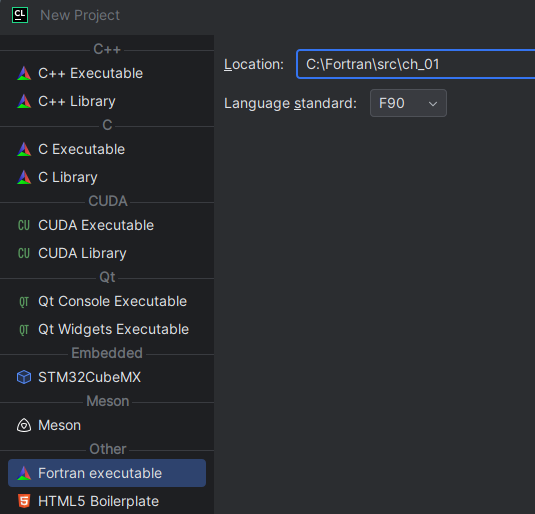 CL New Project
C++
C++ Executable
C++ Library
C
C Executable
C Library
CUDA
CU CUDA Executable
CU CUDA Library
Qt
QT Qt Console Executable
QT Qt Widgets Executable
Embedded
STM32CubeMX
Meson
Meson
Other
Fortran executable
5 HTML5 Boilerplate
Location: C:\Fortran\src\ch_01
Language standard: F90